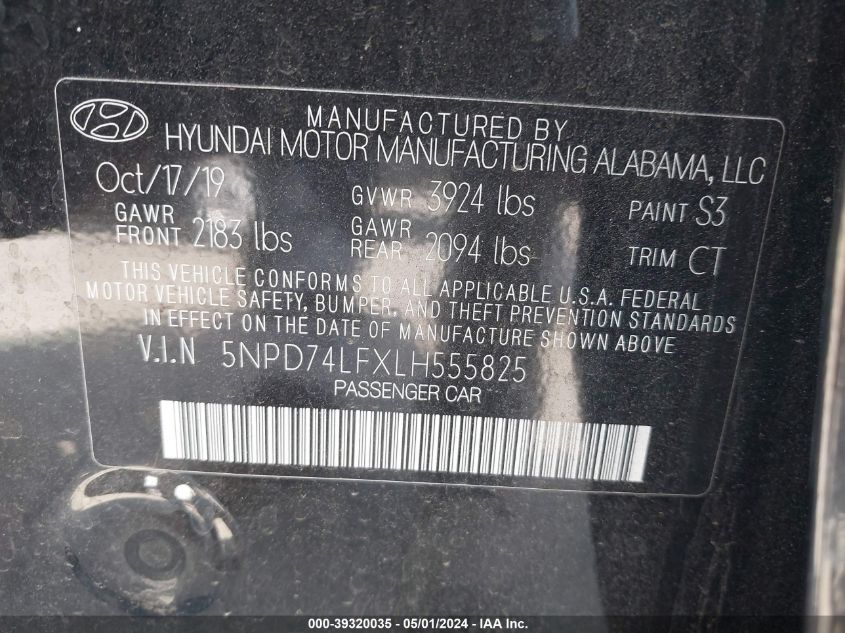 MANUFACTURED BY
HYUNDAI MOTOR MANUFACTURING ALABAMA, LLC
Oct/17/19 GVWR 3924 lbs PAINT S3
GAWR FRONT 2183 lbs GAWR REAR 2094 lbs TRIM CT
THIS VEHICLE CONFORMS TO ALL APPLICABLE U.S.A. FEDERAL
MOTOR VEHICLE SAFETY, BUMPER, AND THEFT PREVENTION STANDARDS
IN EFFECT ON THE DATE OF MANUFACTURE SHOWN ABOVE
V.I.N 5NPD74LFXLH555825
PASSENGER CAR
000-39320035 - 05/01/2024 - IAA Holdings, LLC.